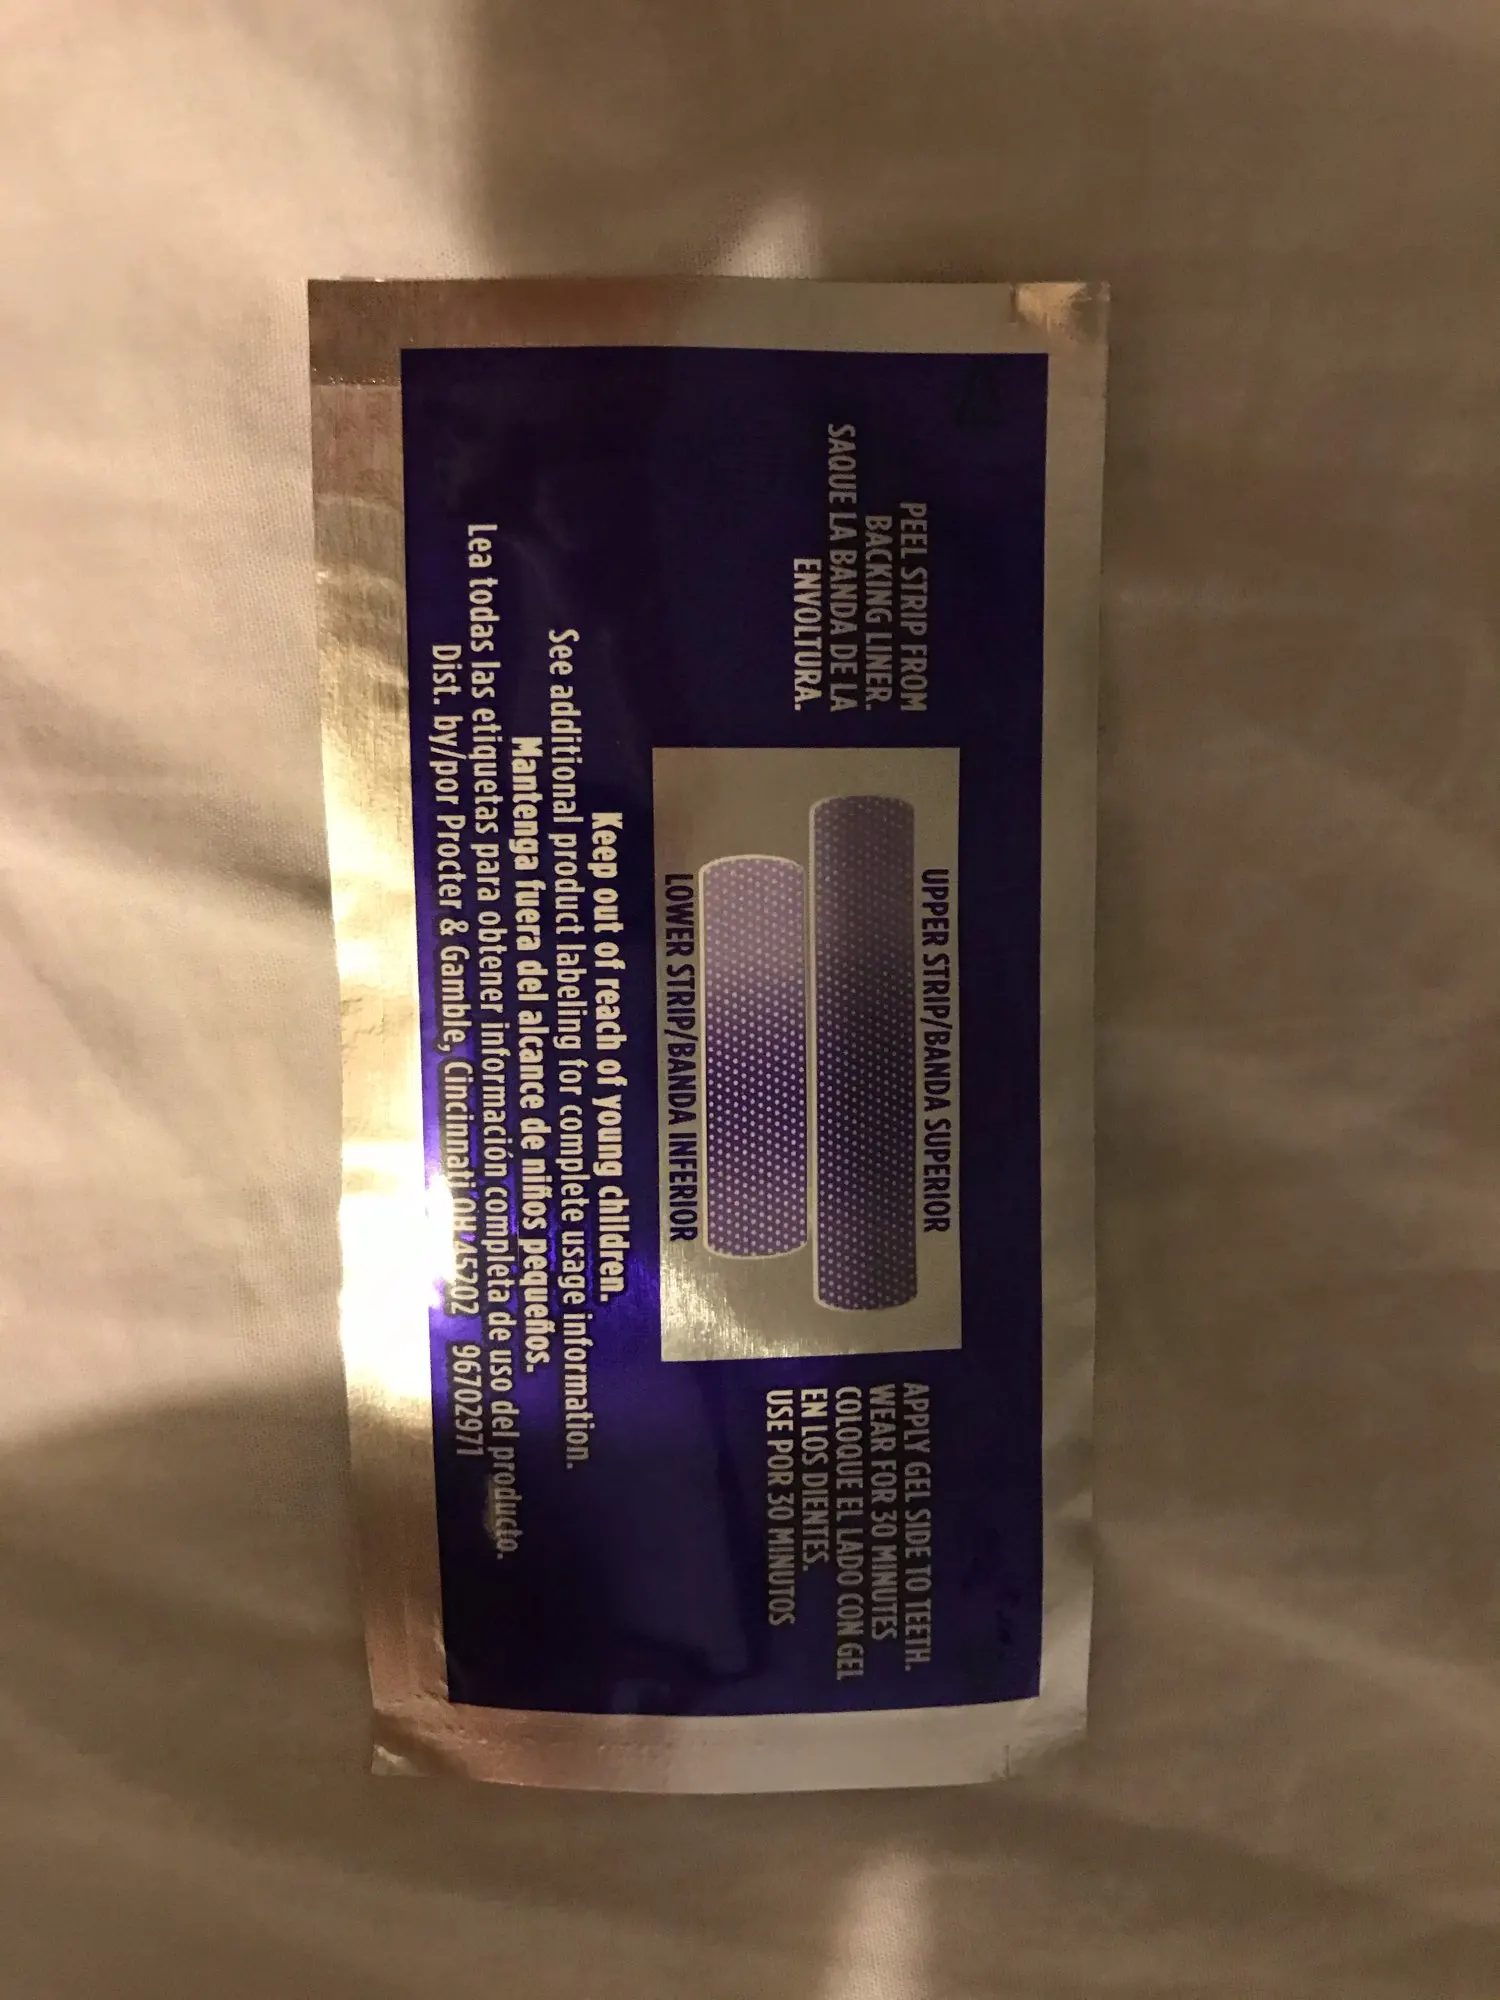 PEEL STRIP FROM
BACKING LINER.
SAQUE LA BANDA DE LA
ENVOLTURA.
UPPER STRIP/BANDA SUPERIOR
LOWER STRIP/BANDA INFERIOR
APPLY GEL SIDE TO TEETH.
WEAR FOR 30 MINUTES
COLOQUE EL LADO CON GEL
EN LOS DIENTES.
USE POR 30 MINUTOS
Keep out of reach of young children.
See additional product labeling for complete usage information.
Mantenga fuera del alcance de niños pequeños.
Lea todas las etiquetas para obtener información completa de uso del producto.
Dist. by/por Procter & Gamble, Cincinnati OH 45202 96702971